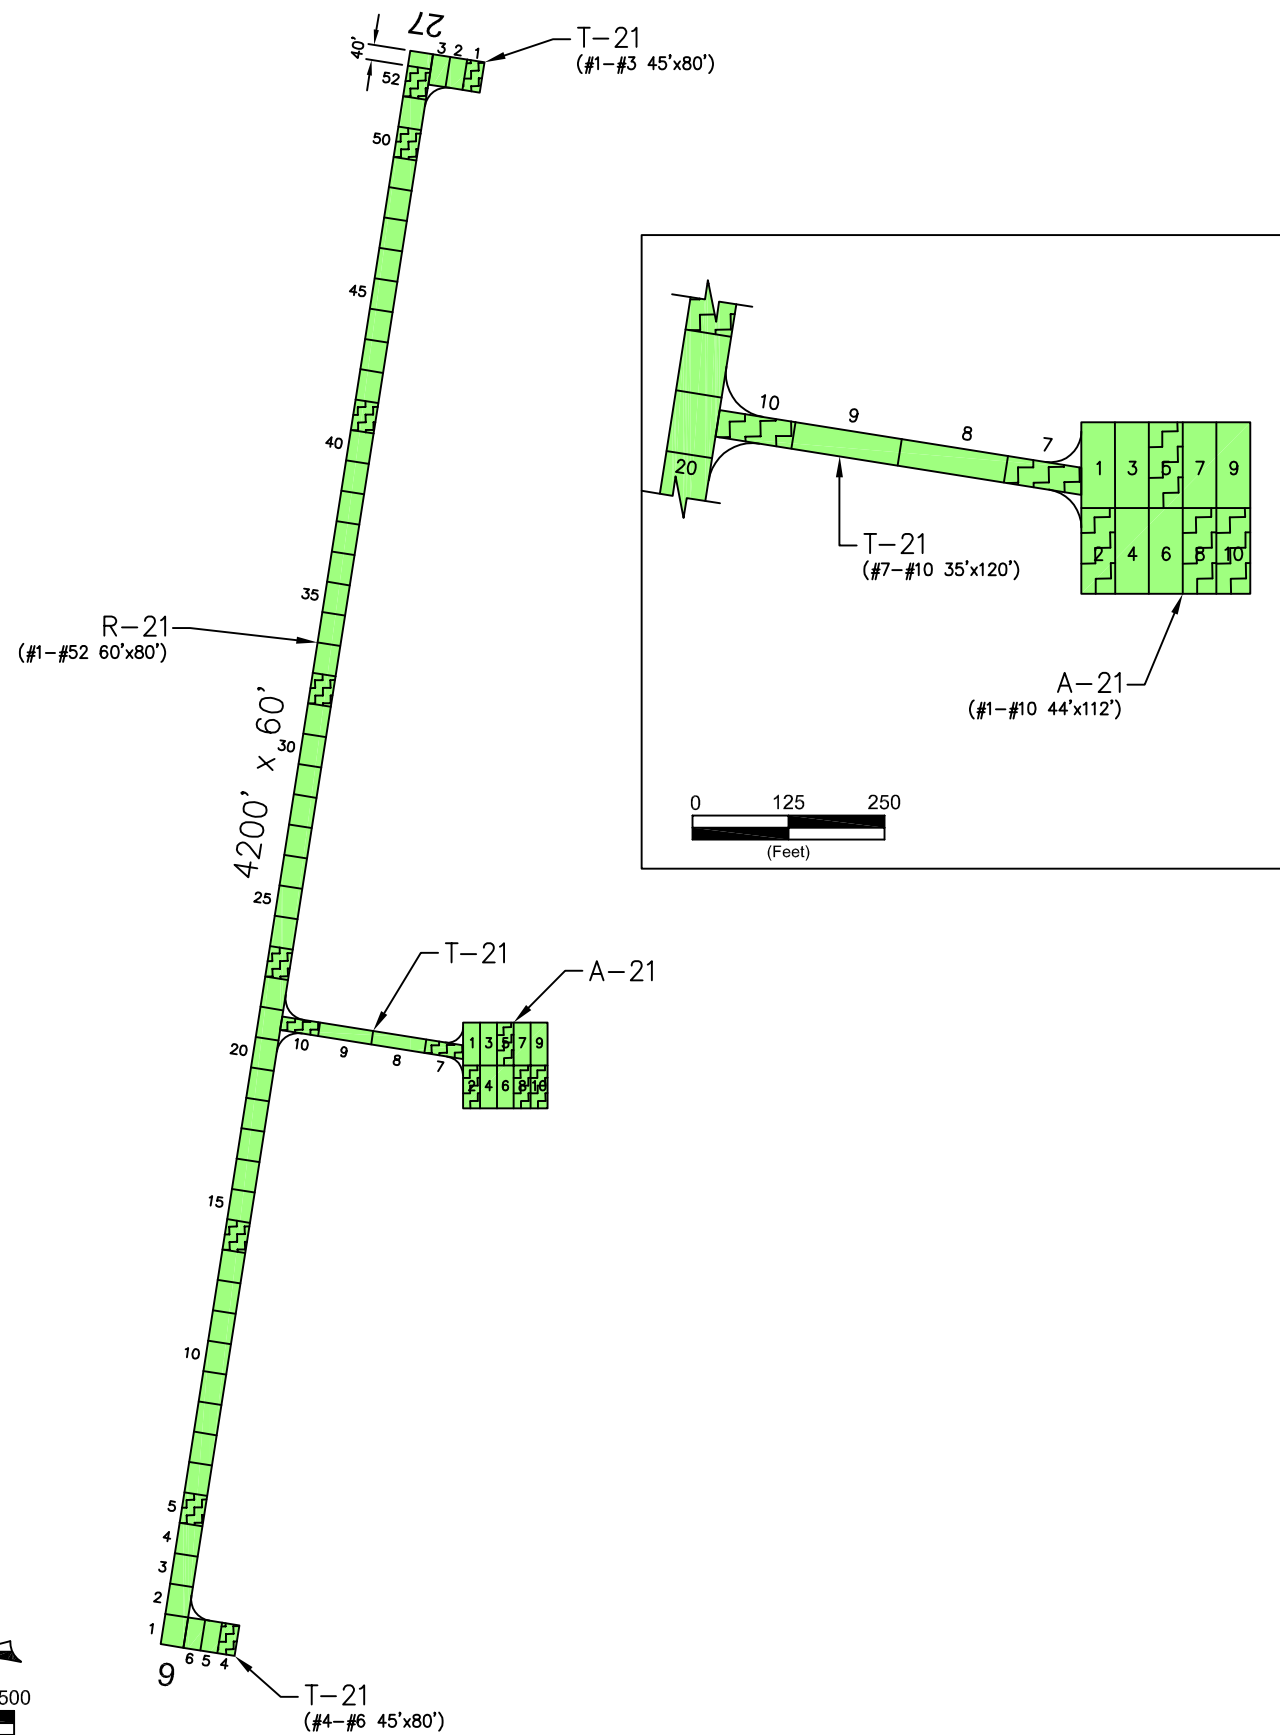 27
40'
3 2 1
T-21
(#1-#3 45'x80')
52
50
45
40
35
R-21
(#1-#52 60'x80')
4200' x 60'
30
25
20
15
10
5
4
3
2
1
9
6 5 4
T-21
(#4-#6 45'x80')
T-21
A-21
10 9 8 7
1 3 5 7 9
2 4 6 8 10
10 9 8 7
20
1 3 5 7 9
2 4 6 8 10
T-21
(#7-#10 35'x120')
A-21
(#1-#10 44'x112')
0 125 250
(Feet)
500